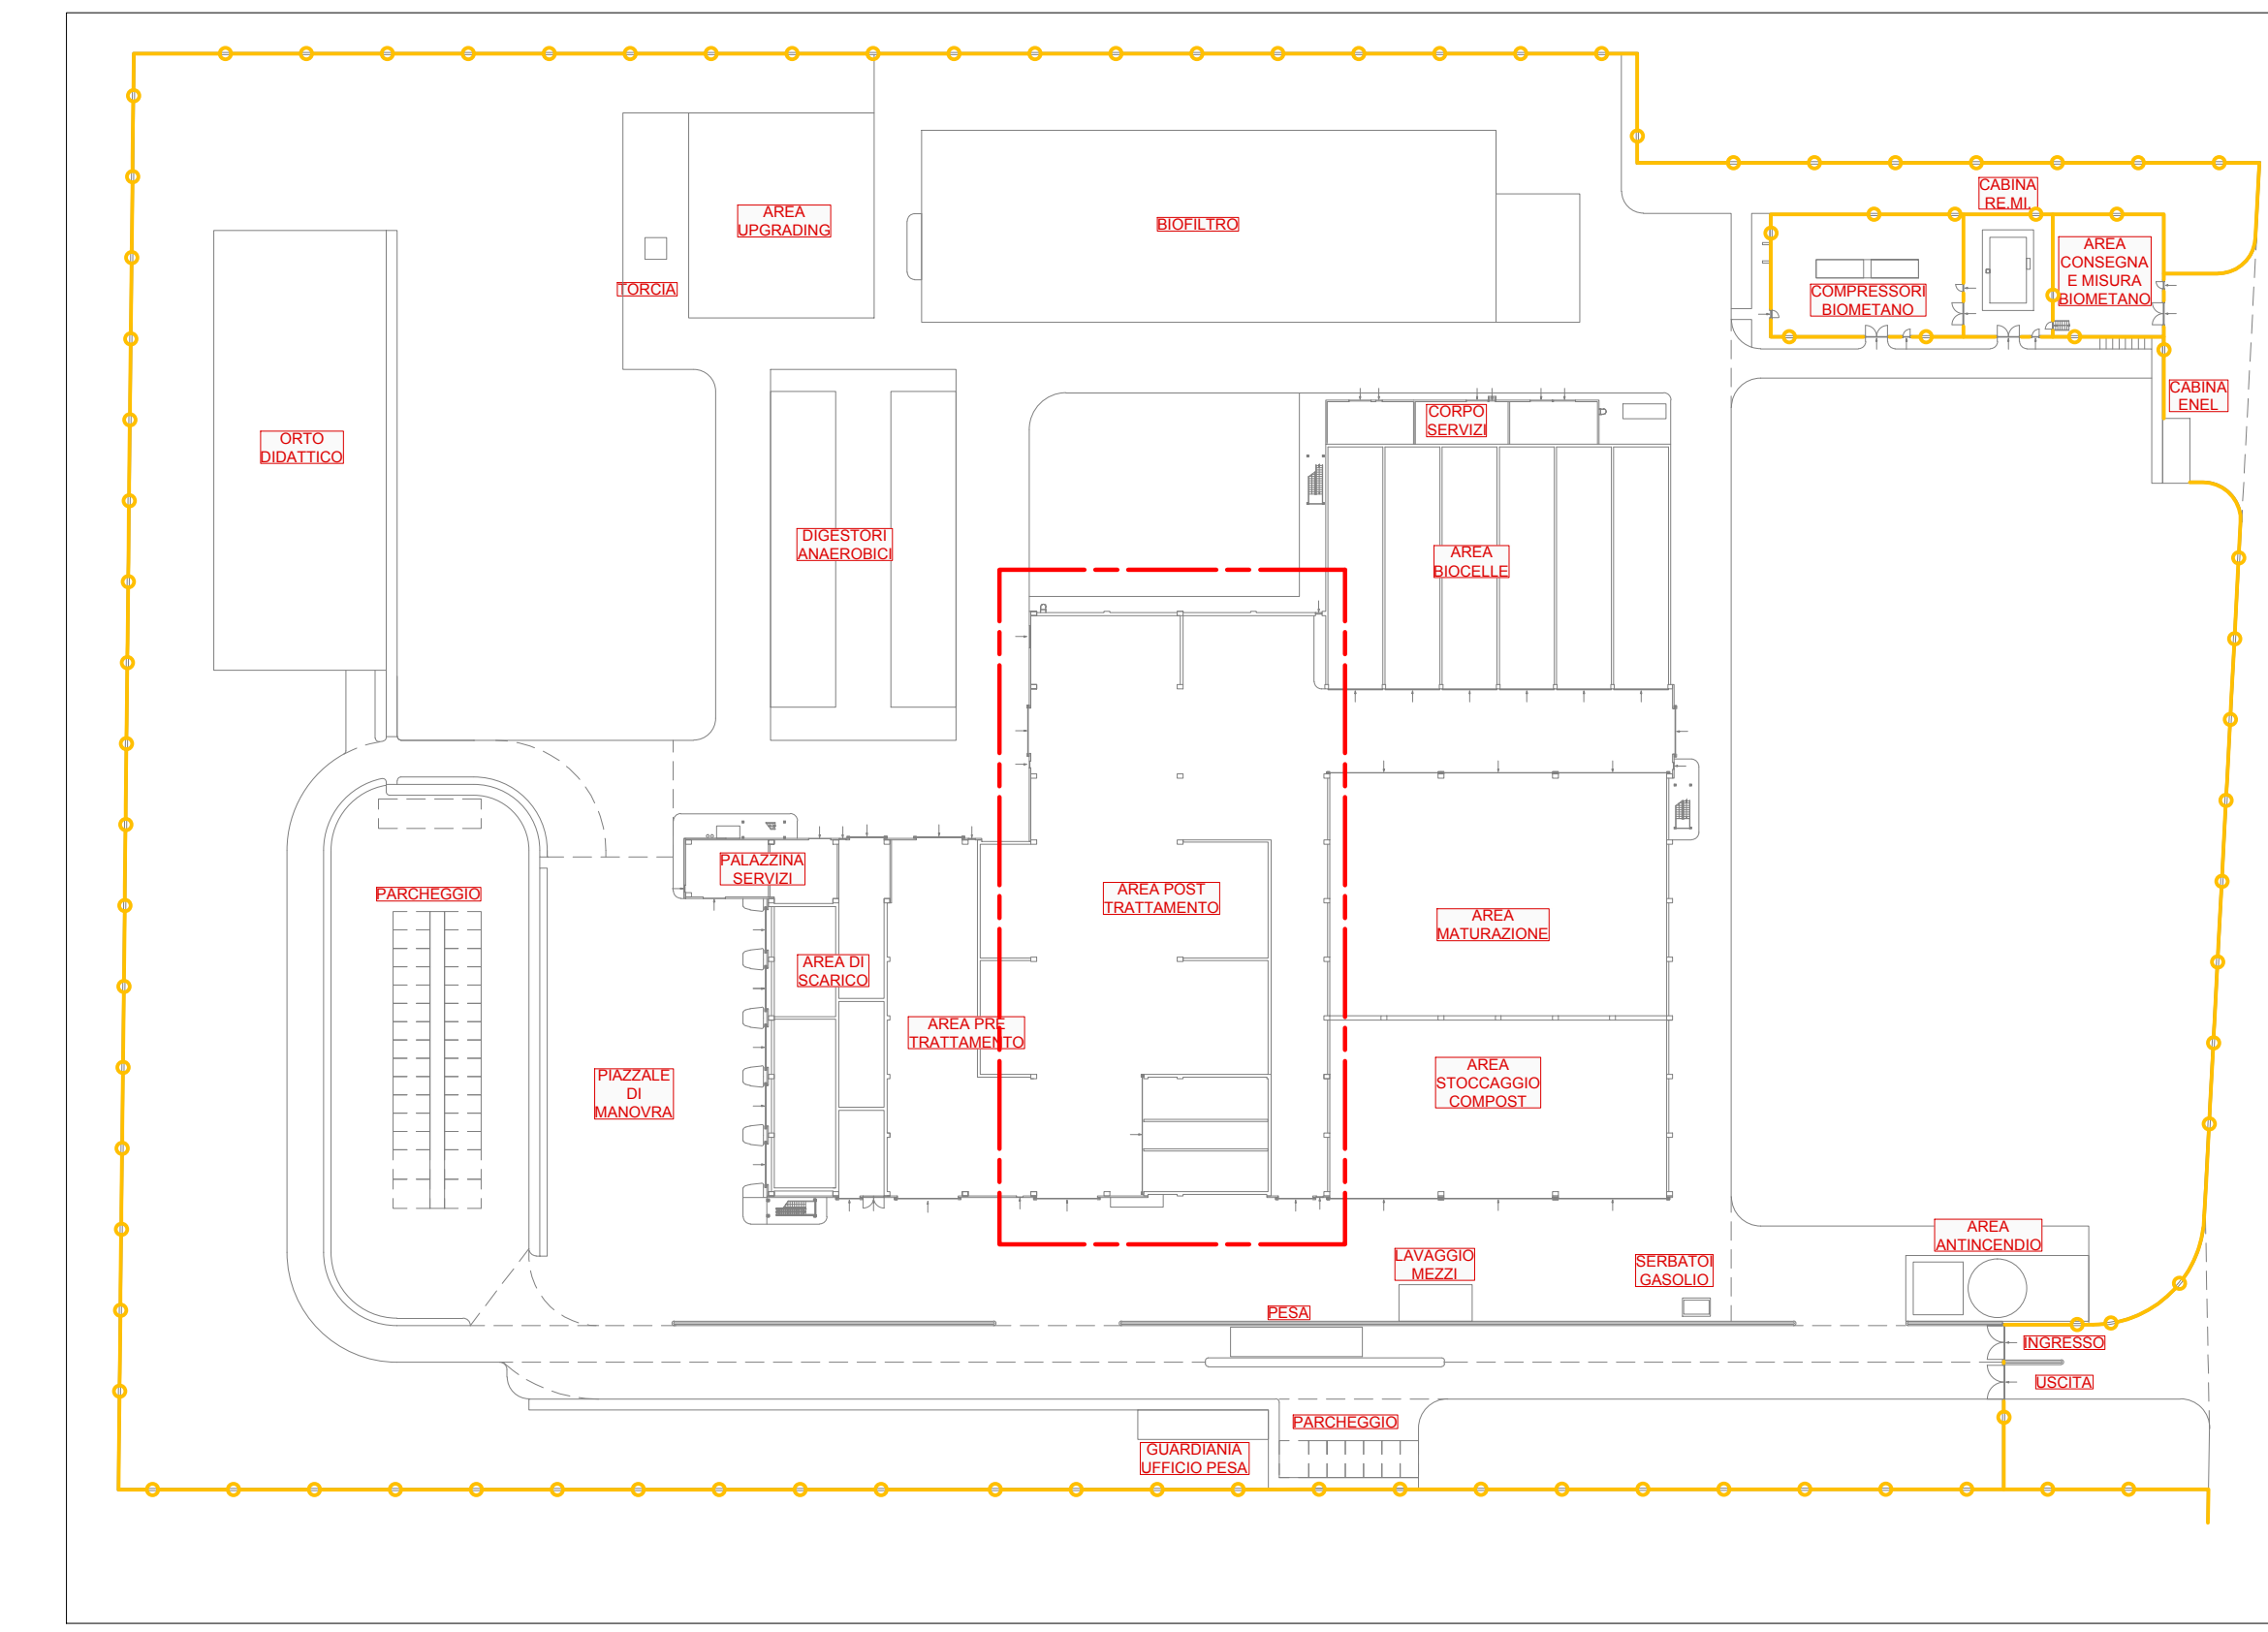 CABINA
RE.MI.
AREA
UPGRADING
BIOFILTRO
AREA
CONSEGNA
E MISURA
BIOMETANO
TORCIA
COMPRESSORI
BIOMETANO
CABINA
ENEL
CORPO
SERVIZI
ORTO
DIDATTICO
DIGESTORI
ANAEROBICI
AREA
BIOCELLE
PALAZZINA
SERVIZI
PARCHEGGIO
AREA POST
TRATTAMENTO
AREA
MATURAZIONE
AREA DI
SCARICO
AREA PRE
TRATTAMENTO
PIAZZALE
DI
MANOVRA
AREA
STOCCAGGIO
COMPOST
AREA
ANTINCENDIO
LAVAGGIO
MEZZI
SERBATOI
GASOLIO
PESA
INGRESSO
USCITA
PARCHEGGIO
GUARDIANIA
UFFICIO PESA